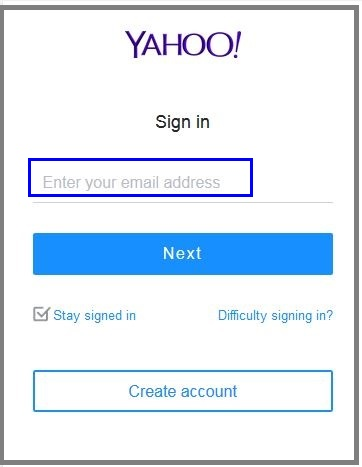 YAHOO!
Sign in
Enter your email address
Next
Stay signed in Difficulty signing in?
Create account